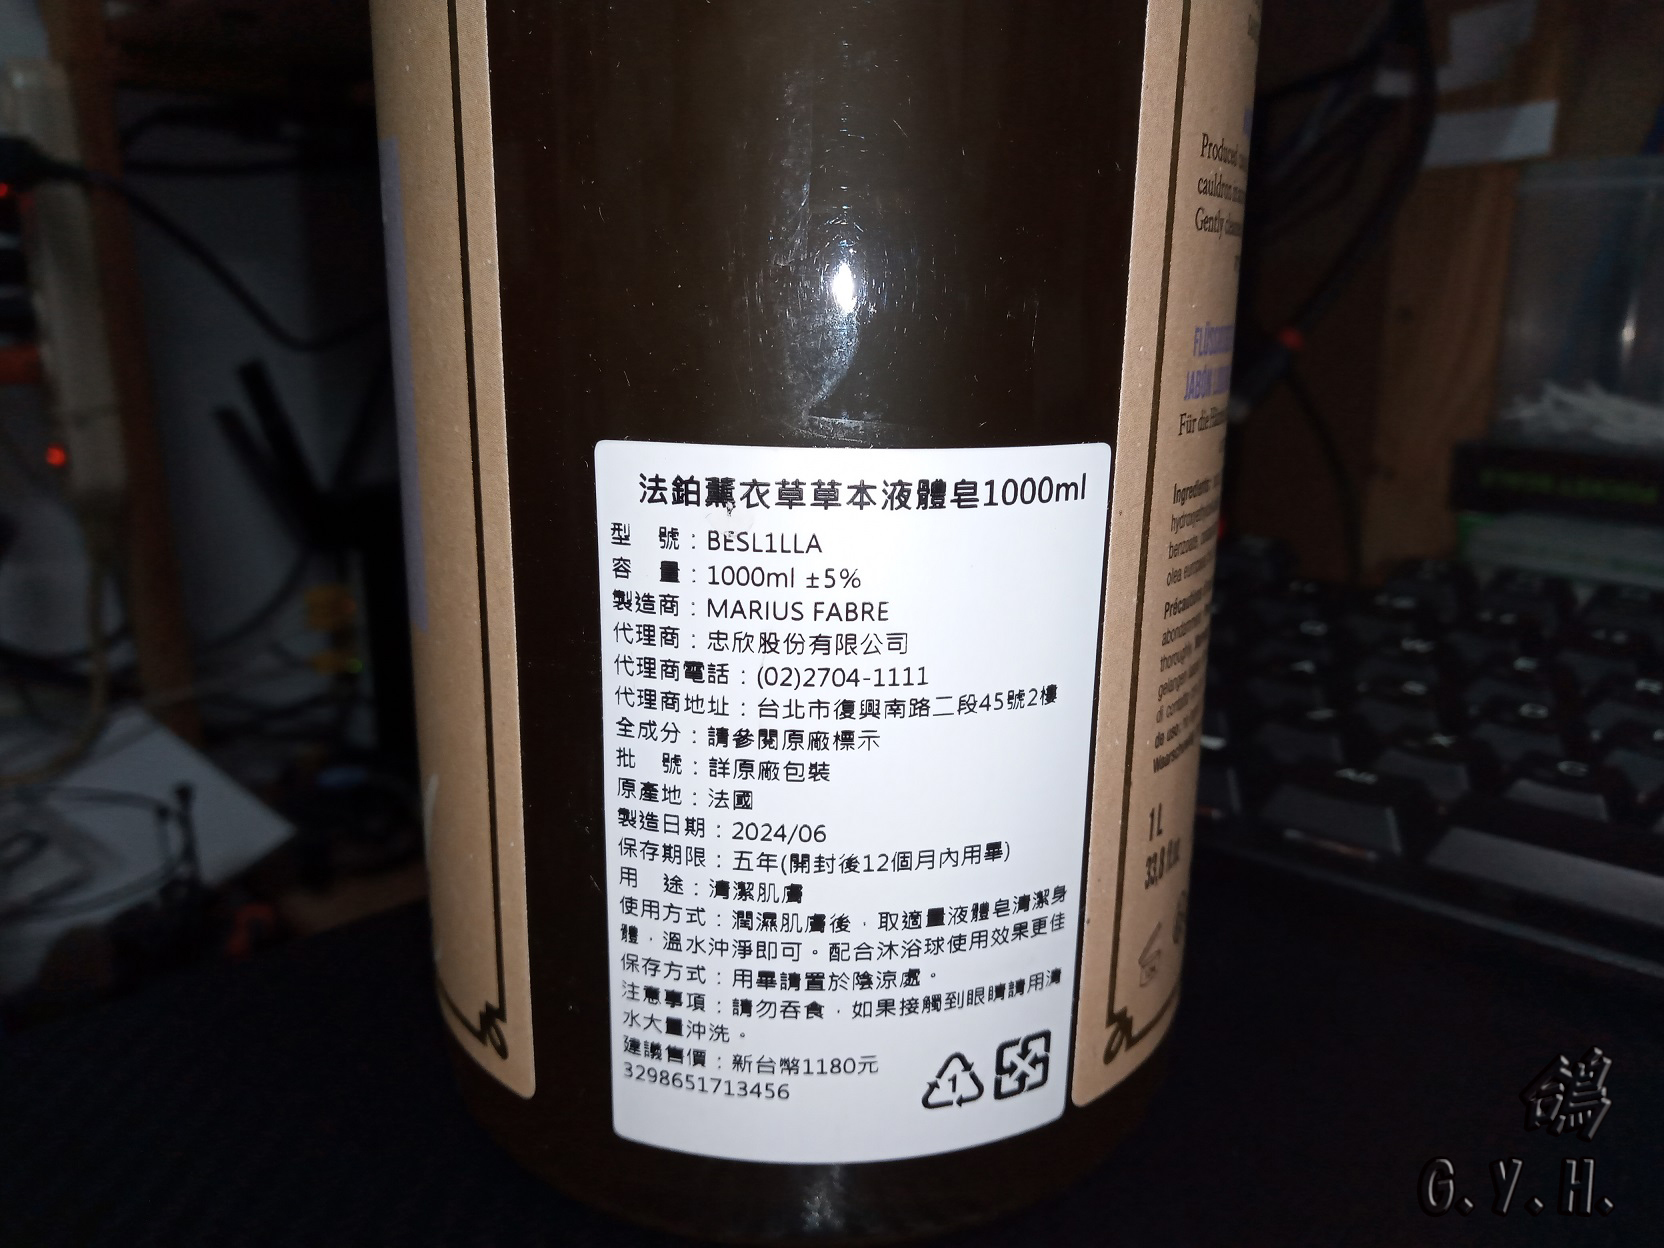 法鉑薰衣草草本液體皂1000ml
型 號：BESL1LLA
容 量：1000ml ±5%
製造商：MARIUS FABRE
代理商：忠欣股份有限公司
代理商電話：(02)2704-1111
代理商地址：台北市復興南路二段45號2樓
全成分：請參閱原廠標示
批 號：詳原廠包裝
原產地：法國
製造日期：2024/06
保存期限：五年(開封後12個月內用畢)
用 途：清潔肌膚
使用方式：潤濕肌膚後，取適量液體皂清潔身
體，溫水沖淨即可。配合沐浴球使用效果更佳
保存方式：用畢請置於陰涼處。
注意事項：請勿吞食，如果接觸到眼睛請用清
水大量沖洗。
建議售價：新台幣1180元
3298651713456
1
Produced
cauldron
Gently
JABÓN
Für die
Ingredients:
olea
thoroughly.
1 L
33,8
鴿
G.Y.H.